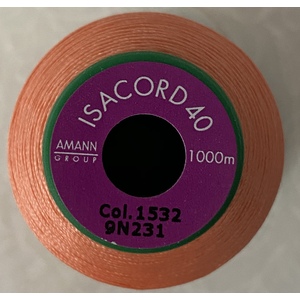 ISACORD 40
AMANN
GROUP
1000m
Col.1532
9N231